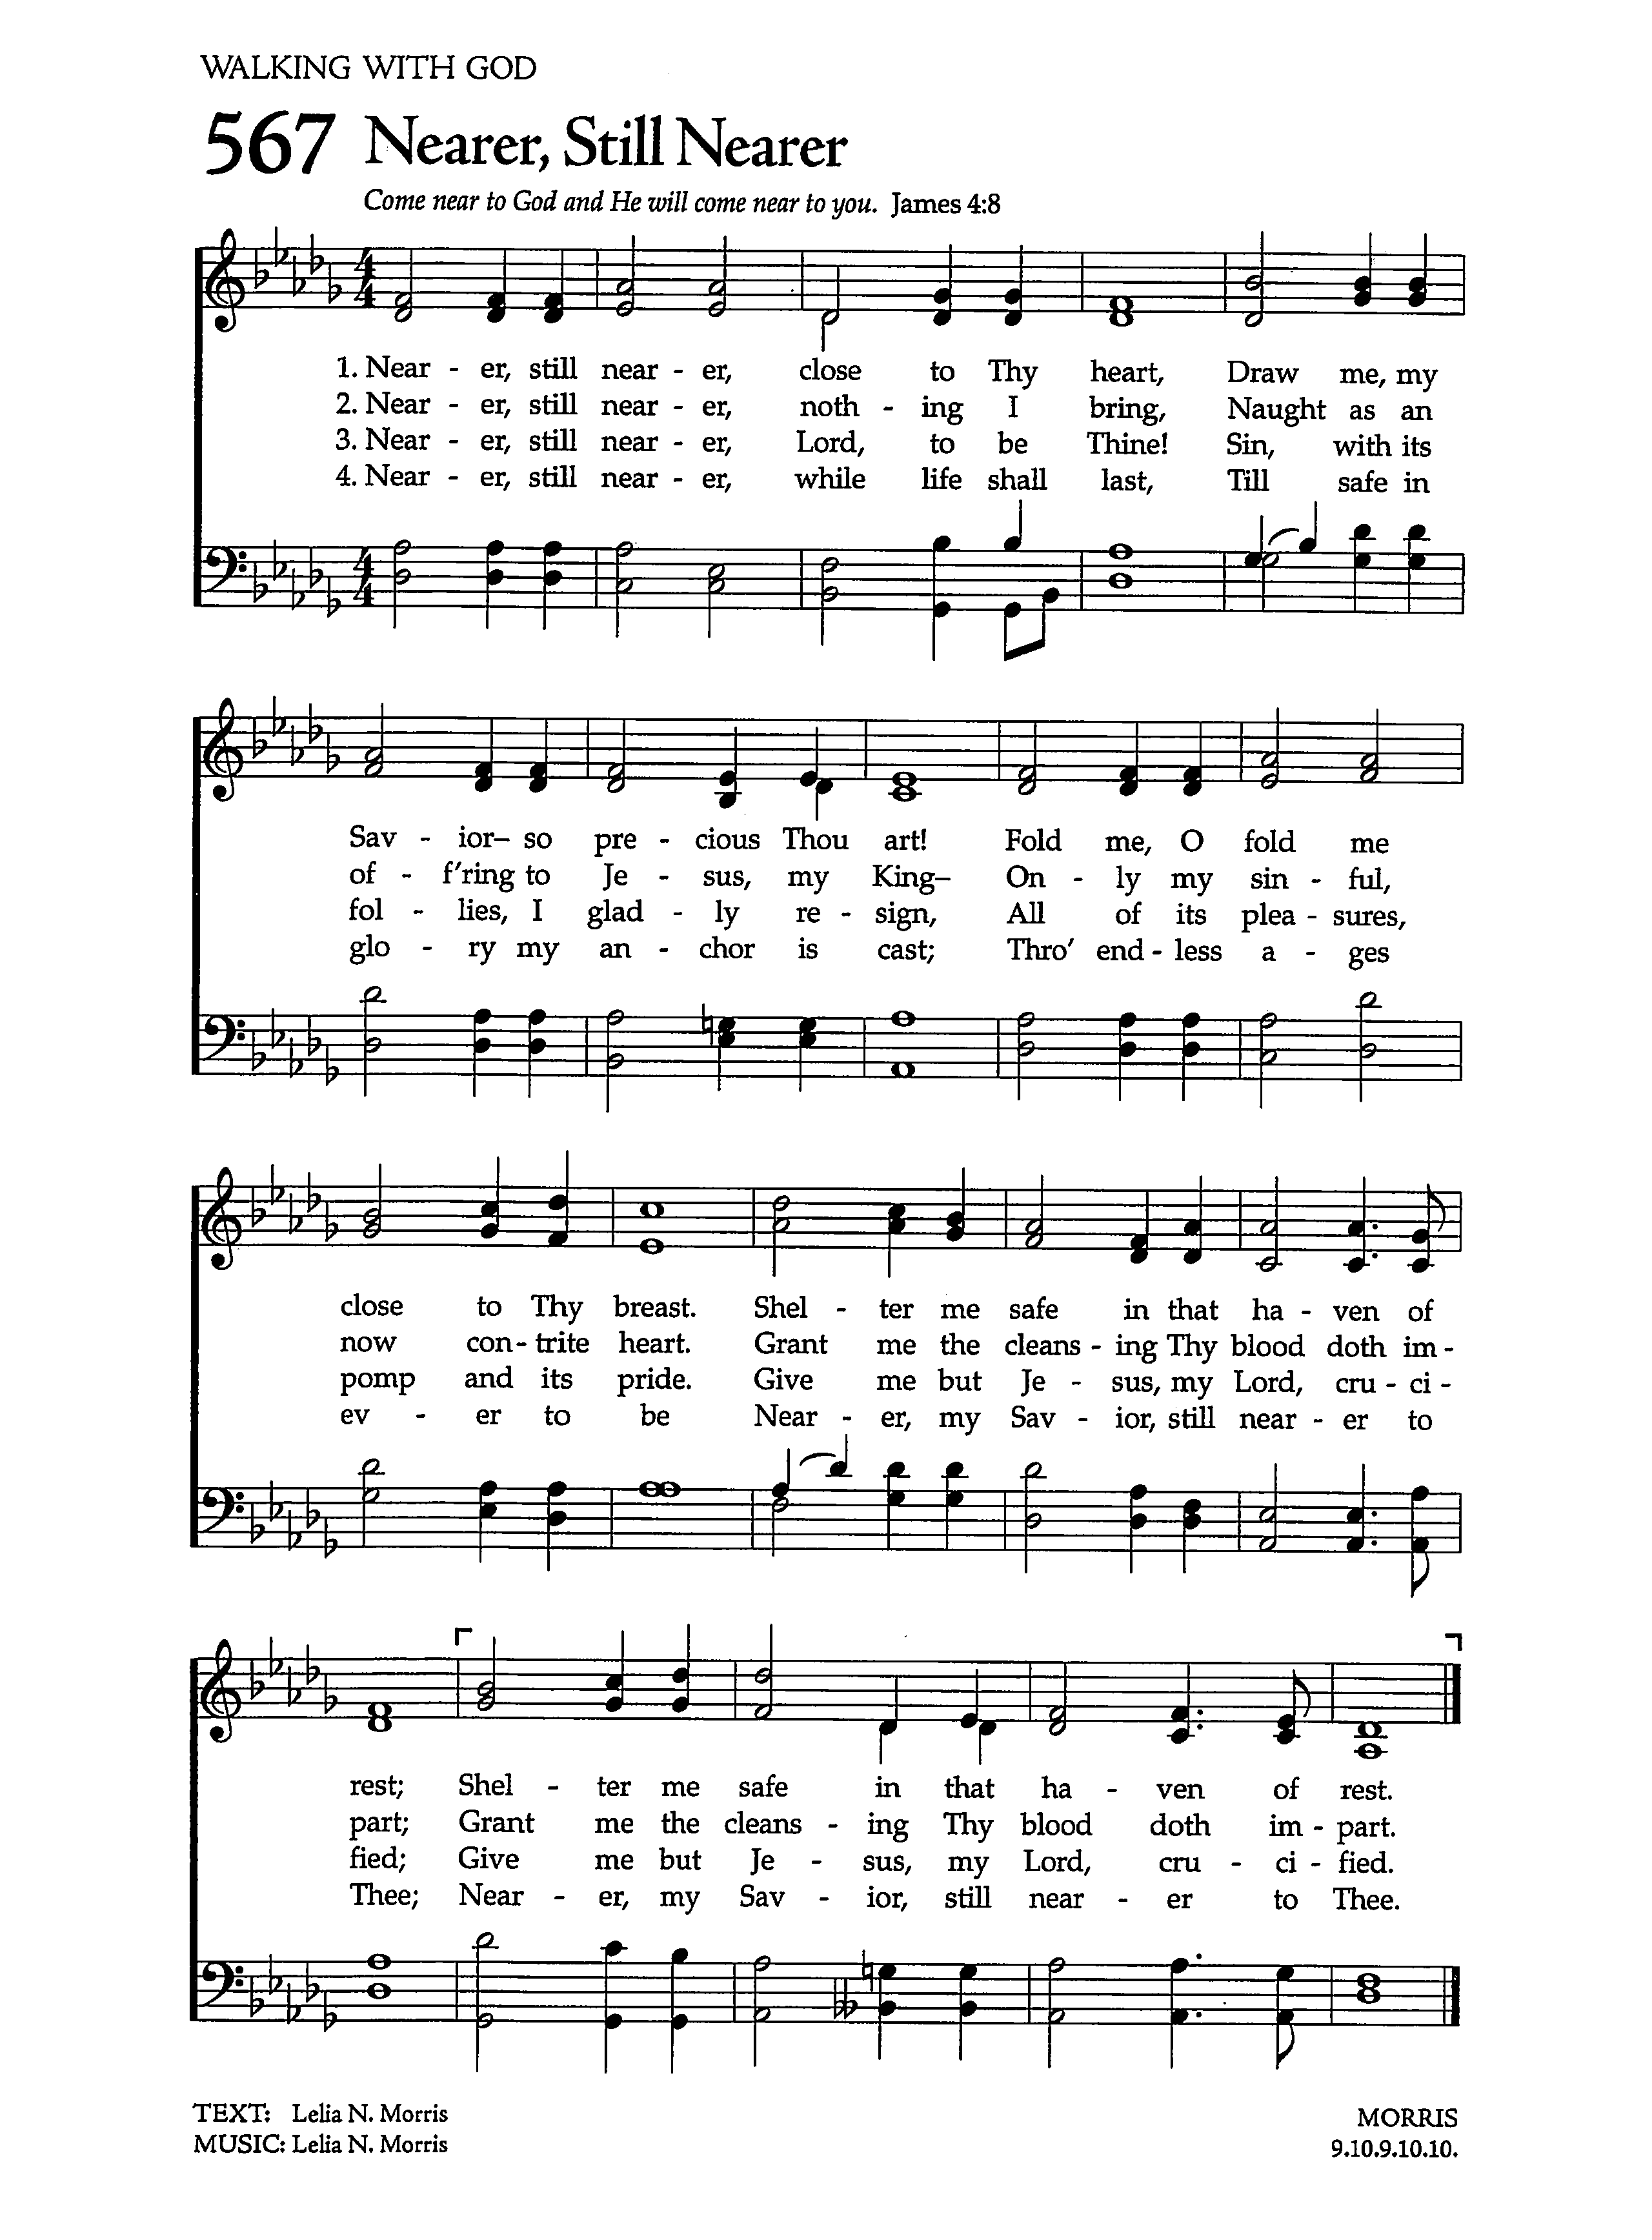 WALKING WITH GOD
567 Nearer, Still Nearer
Come near to God and He will come near to you. James 4:8
1. Near - er, still near - er, close to Thy heart, Draw me, my
2. Near - er, still near - er, noth - ing I bring, Naught as an
3. Near - er, still near - er, Lord, to be Thine! Sin, with its
4. Near - er, still near - er, while life shall last, Till safe in
Sav - ior– so pre - cious Thou art! Fold me, O fold me
of - f'ring to Je - sus, my King– On - ly my sin - ful,
fol - lies, I glad - ly re - sign, All of its plea - sures,
glo - ry my an - chor is cast; Thro' end - less a - ges
close to Thy breast. Shel - ter me safe in that ha - ven of
now con - trite heart. Grant me the cleans - ing Thy blood doth im -
pomp and its pride. Give me but Je - sus, my Lord, cru - ci -
ev - er to be Near - er, my Sav - ior, still near - er to
rest; Shel - ter me safe in that ha - ven of rest.
part; Grant me the cleans - ing Thy blood doth im - part.
fied; Give me but Je - sus, my Lord, cru - ci - fied.
Thee; Near - er, my Sav - ior, still near - er to Thee.
TEXT: Lelia N. Morris
MUSIC: Lelia N. Morris
MORRIS
9.10.9.10.10.